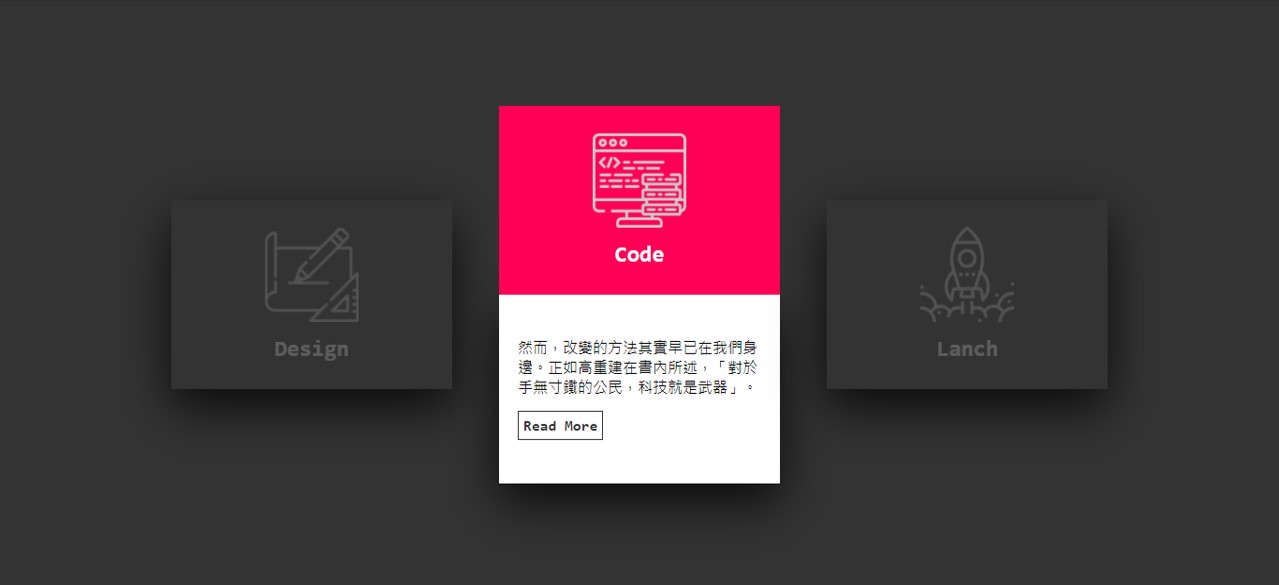 Design
Code
然而，改變的方法其實早已在我們身
邊。正如高重建在書內所述，「對於
手無寸鐵的公民，科技就是武器」。
Read More
Lanch